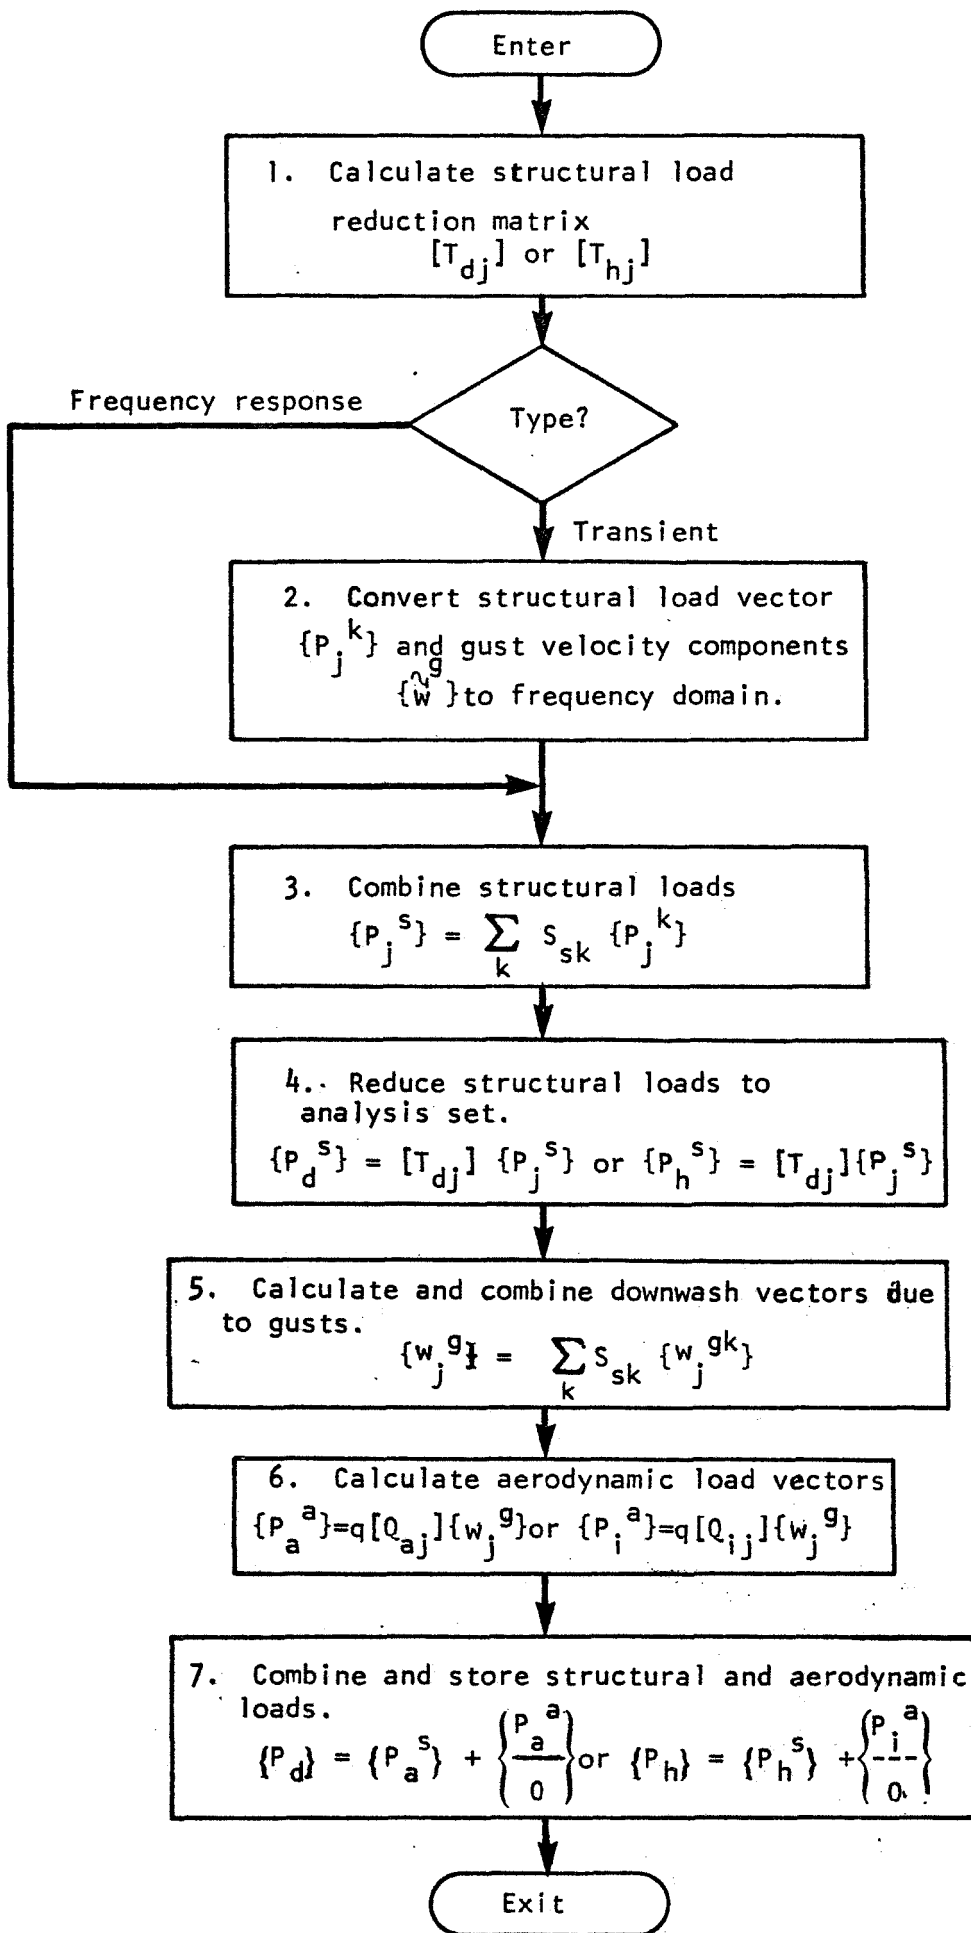 Enter
1. Calculate structural load
reduction matrix
[T_dj] or [T_hj]
Type?
Frequency response
Transient
2. Convert structural load vector
{P_j^k} and gust velocity components
{w̃^g} to frequency domain.
3. Combine structural loads
{P_j^s} = ∑_k S_sk {P_j^k}
4. Reduce structural loads to
analysis set.
{P_d^s} = [T_dj] {P_j^s} or {P_h^s} = [T_dj]{P_j^s}
5. Calculate and combine downwash vectors due
to gusts.
{w_j^g} = ∑_k S_sk {w_j^gk}
6. Calculate aerodynamic load vectors
{P_a^a}=q[Q_aj]{w_j^g} or {P_i^a}=q[Q_ij]{w_j^g}
7. Combine and store structural and aerodynamic
loads.
{P_d} = {P_a^s} + {P_a^a / 0} or {P_h} = {P_h^s} + {P_i^a / 0}
Exit